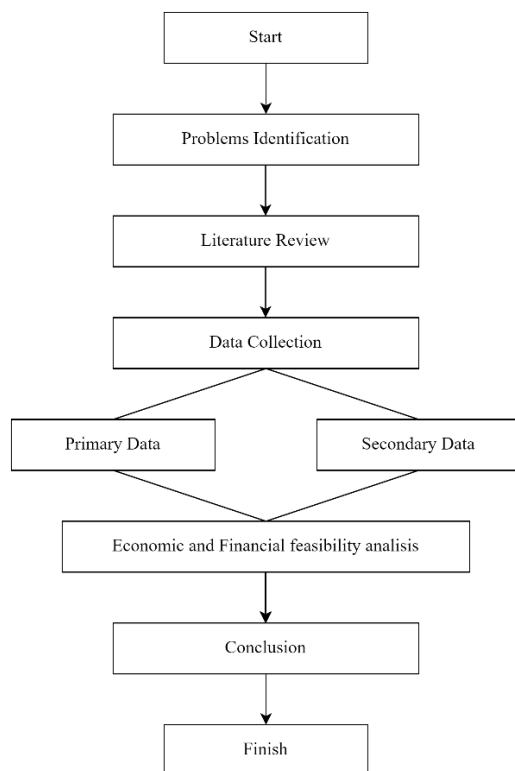 Start
Problems Identification
Literature Review
Data Collection
Primary Data
Secondary Data
Economic and Financial feasibility analisis
Conclusion
Finish